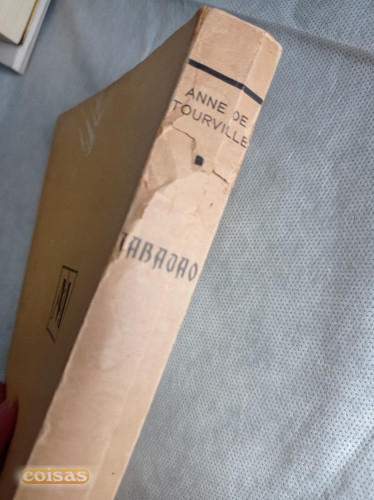 ANNE DE
TOURVILLE
TABADAO
coisas